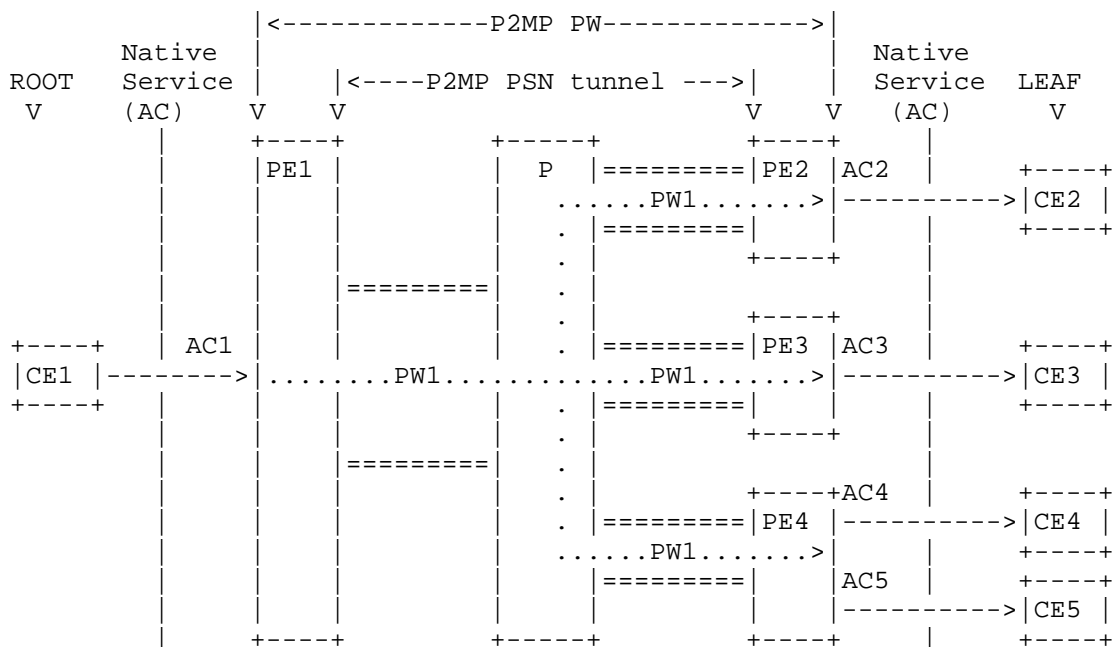 |<-----------P2MP PW------------->|
Native | | Native
ROOT Service | |<----P2MP PSN tunnel --->| | Service LEAF
V (AC) V V V V (AC) V
| +----+ +-----+ +----+ |
| |PE1 | | P |=========|PE2 |AC2 | +----+
| | | | ......PW1.......>|---------->|CE2 |
| | | | . |=========| | | +----+
| | | | . | +----+ |
| | |=========| . | |
| | | | . | +----+ |
+----+ | AC1 | | | . |=========|PE3 |AC3 | +----+
|CE1 |-------->|........PW1.............PW1.......>|---------->|CE3 |
+----+ | | | | . |=========| | | +----+
| | | | . | +----+ |
| | |=========| . | |
| | | | . | +----+AC4 | +----+
| | | | . |=========|PE4 |---------->|CE4 |
| | | | ......PW1.......>| | +----+
| | | | |=========| |AC5 | +----+
| | | | | | |---------->|CE5 |
| +----+ +-----+ +----+ | +----+